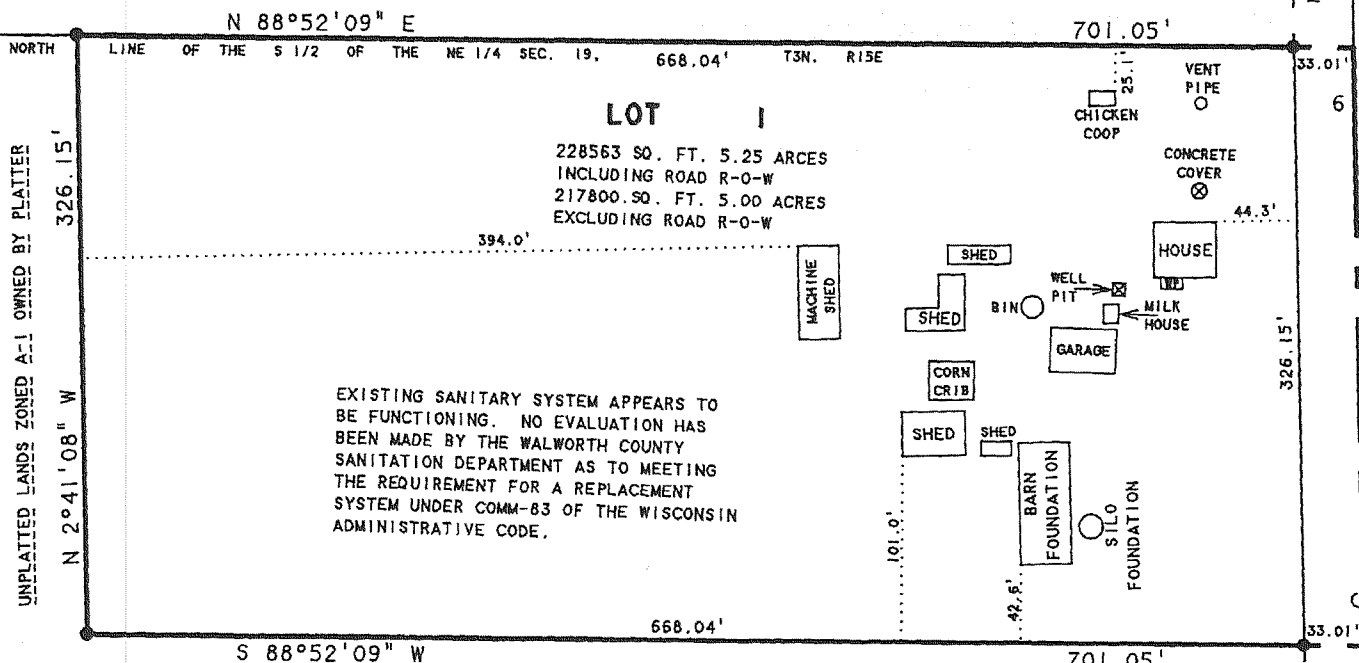 N 88°52'09" E
701.05'
NORTH LINE OF THE S 1/2 OF THE NE 1/4 SEC. 19, 668.04' T3N. R15E
33.01'
6
25.1'
VENT
PIPE
CHICKEN
COOP
LOT 1
228563 SQ. FT. 5.25 ARCES
INCLUDING ROAD R-O-W
217800.SQ. FT. 5.00 ACRES
EXCLUDING ROAD R-O-W
CONCRETE
COVER
44.3'
HOUSE
WP
394.0'
MACHINE
SHED
SHED
SHED
BIN
WELL
PIT
MILK
HOUSE
GARAGE
CORN
CRIB
SHED
SHED
BARN
FOUNDATION
SILO
FOUNDATION
101.0'
42.6'
326.15'
326.15'
N 2°41'08" W
UNPLATTED LANDS ZONED A-1 OWNED BY PLATTER
EXISTING SANITARY SYSTEM APPEARS TO
BE FUNCTIONING. NO EVALUATION HAS
BEEN MADE BY THE WALWORTH COUNTY
SANITATION DEPARTMENT AS TO MEETING
THE REQUIREMENT FOR A REPLACEMENT
SYSTEM UNDER COMM-83 OF THE WISCONSIN
ADMINISTRATIVE CODE.
668.04'
33.01'
S 88°52'09" W
701.05'